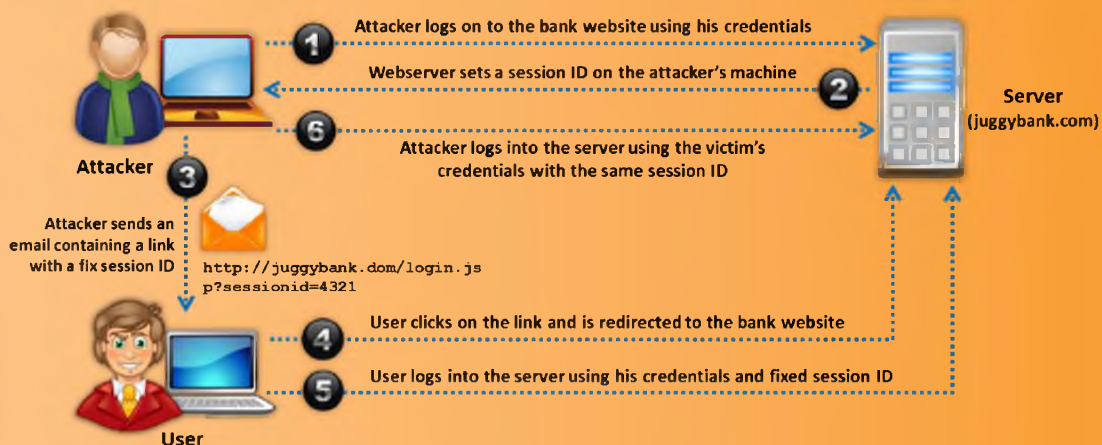 1
Attacker logs on to the bank website using his credentials
Webserver sets a session ID on the attacker's machine
2
Server
(juggybank.com)
6
Attacker logs into the server using the victim's
credentials with the same session ID
Attacker
3
Attacker sends an
email containing a link
with a fix session ID
http://juggybank.dom/login.js
p?sessionid=4321
4
User clicks on the link and is redirected to the bank website
5
User logs into the server using his credentials and fixed session ID
User